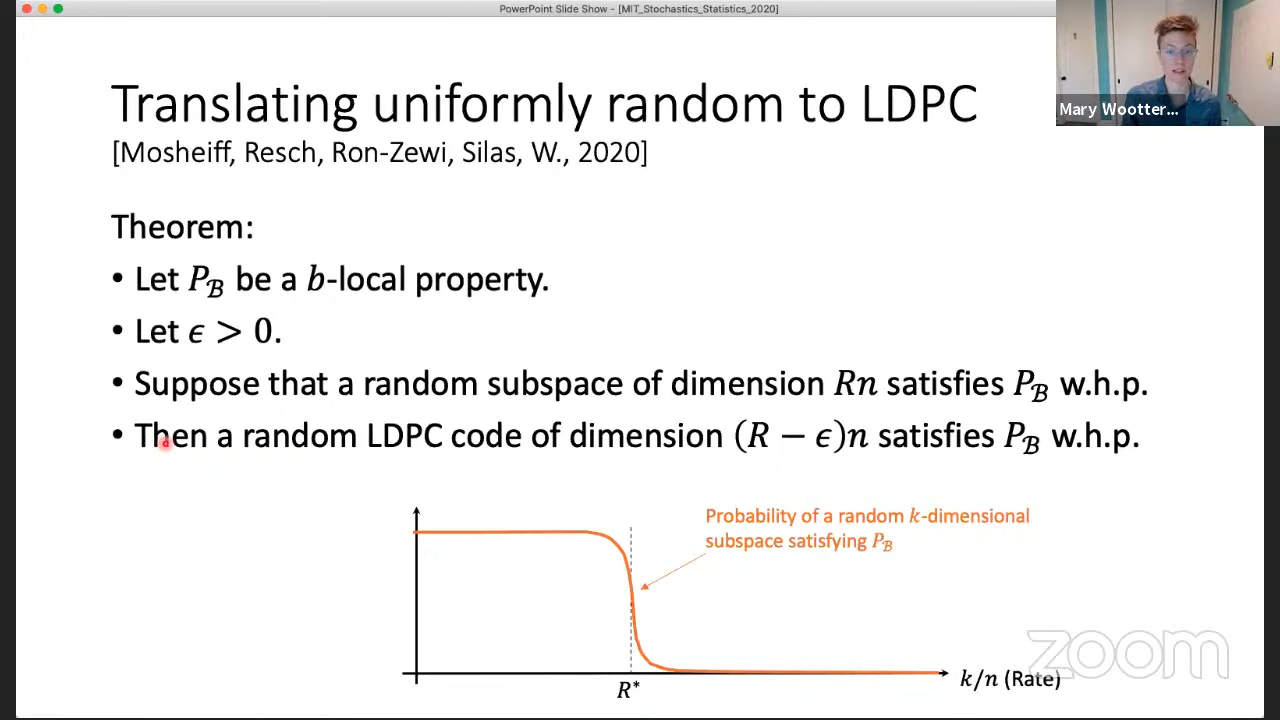 PowerPoint Slide Show - [MIT_Stochastics_Statistics_2020]
Mary Wootter...
Translating uniformly random to LDPC
[Mosheiff, Resch, Ron-Zewi, Silas, W., 2020]
Theorem:
• Let P_ℬ be a b-local property.
• Let ϵ > 0.
• Suppose that a random subspace of dimension Rn satisfies P_ℬ w.h.p.
• Then a random LDPC code of dimension (R − ϵ)n satisfies P_ℬ w.h.p.
Probability of a random k-dimensional
subspace satisfying P_ℬ
R*
k/n (Rate)
zoom